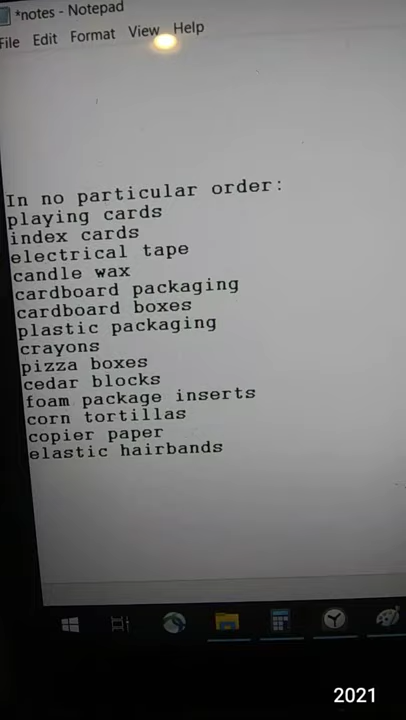 *notes - Notepad
File Edit Format View Help
In no particular order:
playing cards
index cards
electrical tape
candle wax
cardboard packaging
cardboard boxes
plastic packaging
crayons
pizza boxes
cedar blocks
foam package inserts
corn tortillas
copier paper
elastic hairbands
2021